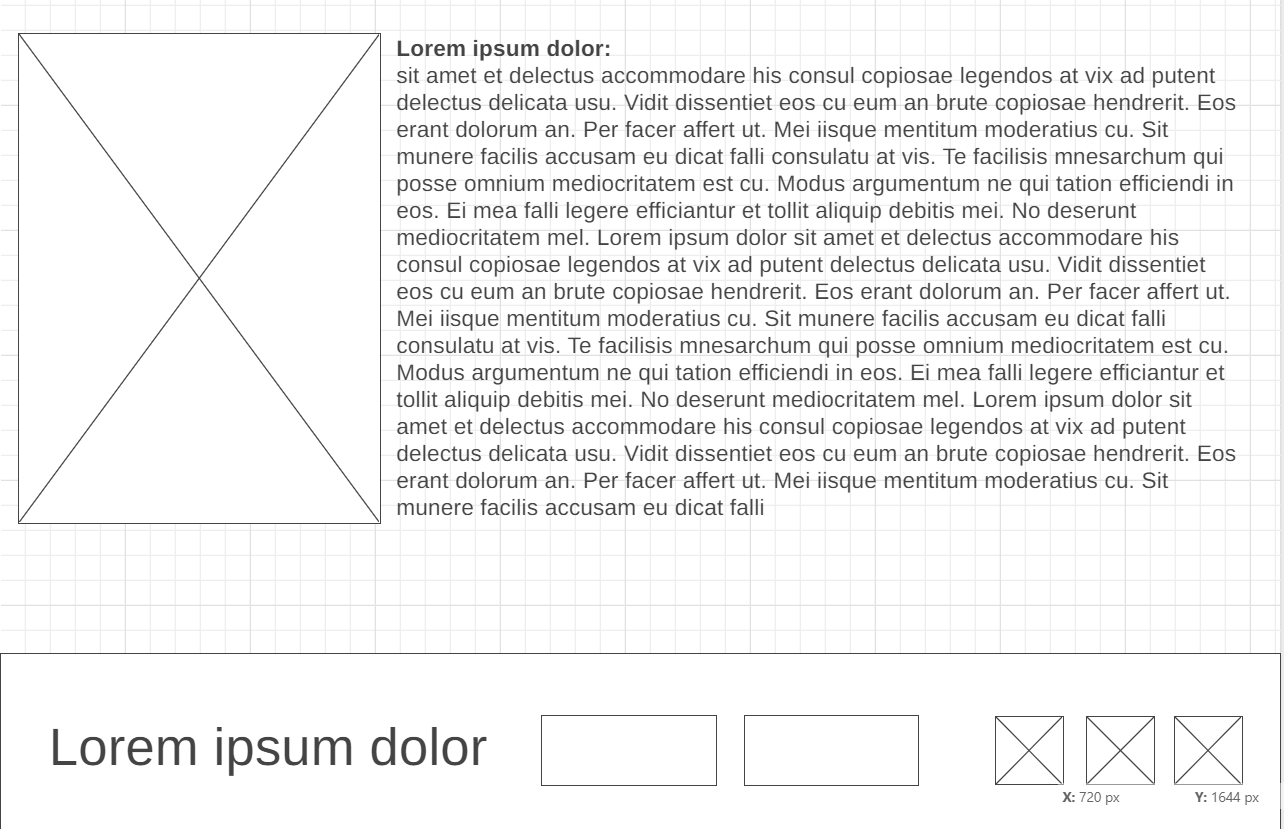 Lorem ipsum dolor:
sit amet et delectus accommodare his consul copiosae legendos at vix ad putent
delectus delicata usu. Vidit dissentiet eos cu eum an brute copiosae hendrerit. Eos
erant dolorum an. Per facer affert ut. Mei iisque mentitum moderatius cu. Sit
munere facilis accusam eu dicat falli consulatu at vis. Te facilisis mnesarchum qui
posse omnium mediocritatem est cu. Modus argumentum ne qui tation efficiendi in
eos. Ei mea falli legere efficiantur et tollit aliquip debitis mei. No deserunt
mediocritatem mel. Lorem ipsum dolor sit amet et delectus accommodare his
consul copiosae legendos at vix ad putent delectus delicata usu. Vidit dissentiet
eos cu eum an brute copiosae hendrerit. Eos erant dolorum an. Per facer affert ut.
Mei iisque mentitum moderatius cu. Sit munere facilis accusam eu dicat falli
consulatu at vis. Te facilisis mnesarchum qui posse omnium mediocritatem est cu.
Modus argumentum ne qui tation efficiendi in eos. Ei mea falli legere efficiantur et
tollit aliquip debitis mei. No deserunt mediocritatem mel. Lorem ipsum dolor sit
amet et delectus accommodare his consul copiosae legendos at vix ad putent
delectus delicata usu. Vidit dissentiet eos cu eum an brute copiosae hendrerit. Eos
erant dolorum an. Per facer affert ut. Mei iisque mentitum moderatius cu. Sit
munere facilis accusam eu dicat falli
Lorem ipsum dolor
X: 720 px Y: 1644 px